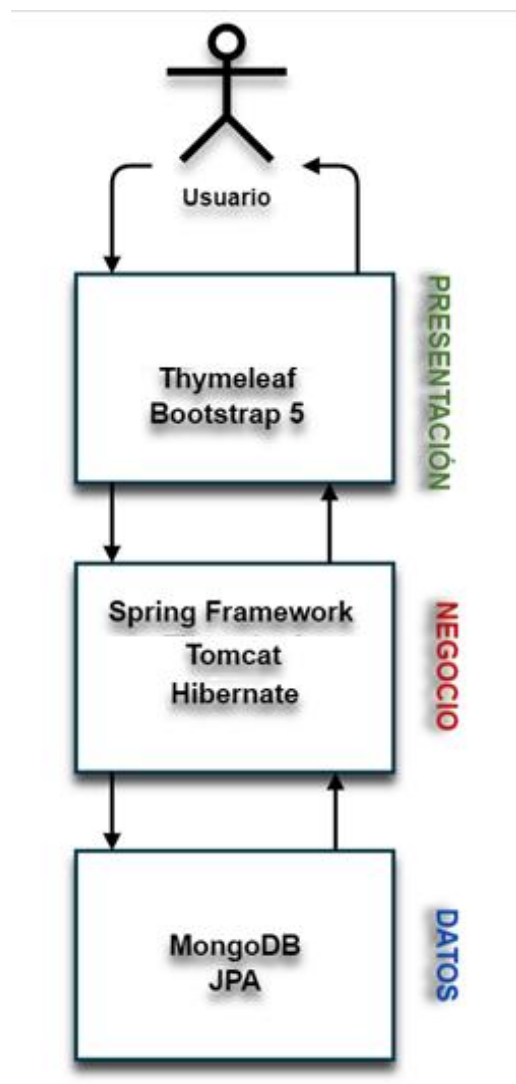 Usuario
PRESENTACIÓN
Thymeleaf
Bootstrap 5
NEGOCIO
Spring Framework
Tomcat
Hibernate
DATOS
MongoDB
JPA